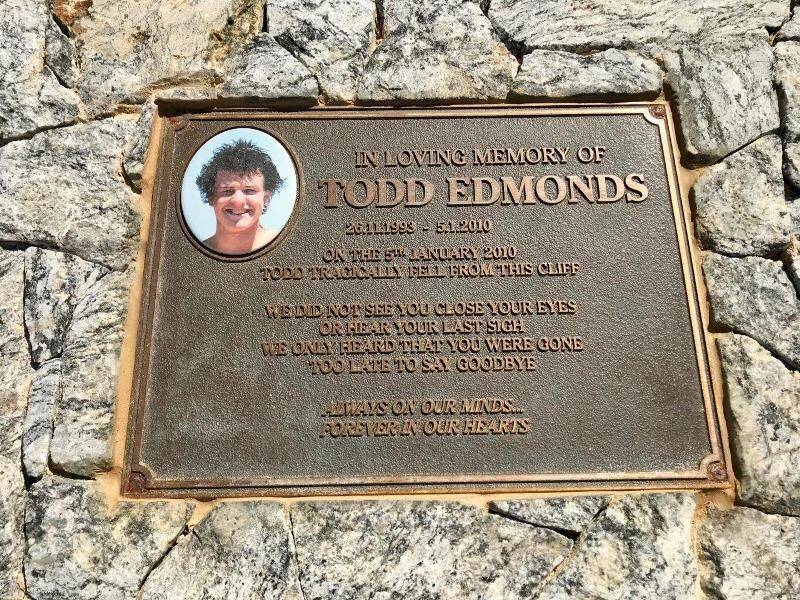 IN LOVING MEMORY OF
TODD EDMONDS
26.11.1993 - 5.1.2010
ON THE 5TH JANUARY 2010
TODD TRAGICALLY FELL FROM THIS CLIFF
WE DID NOT SEE YOU CLOSE YOUR EYES
OR HEAR YOUR LAST SIGH
WE ONLY HEARD THAT YOU WERE GONE
TOO LATE TO SAY GOODBYE
ALWAYS ON OUR MINDS...
FOREVER IN OUR HEARTS